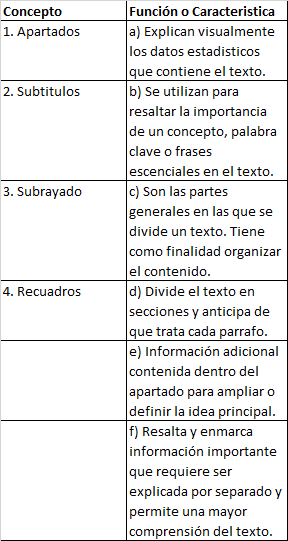 Concepto Función o Caracteristica
1. Apartados a) Explican visualmente
los datos estadisticos
que contiene el texto.
2. Subtitulos b) Se utilizan para
resaltar la importancia
de un concepto, palabra
clave o frases
escenciales en el texto.
3. Subrayado c) Son las partes
generales en las que se
divide un texto. Tiene
como finalidad organizar
el contenido.
4. Recuadros d) Divide el texto en
secciones y anticipa de
que trata cada parrafo.
e) Información adicional
contenida dentro del
apartado para ampliar o
definir la idea principal.
f) Resalta y enmarca
información importante
que requiere ser
explicada por separado y
permite una mayor
comprensión del texto.